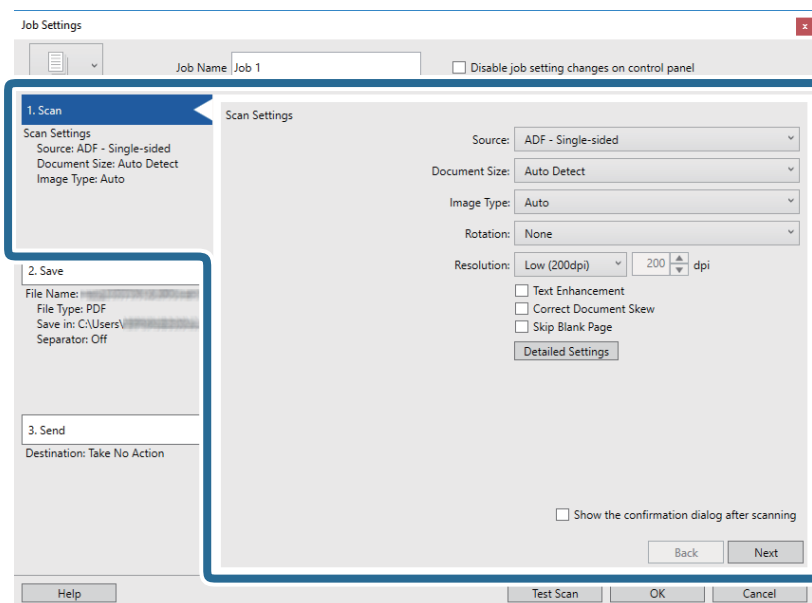 Job Settings
x
Job Name Job 1 Disable job setting changes on control panel
1. Scan
Scan Settings
Source: ADF - Single-sided
Document Size: Auto Detect
Image Type: Auto
2. Save
File Name:
File Type: PDF
Save in: C:\Users\
Separator: Off
3. Send
Destination: Take No Action
Scan Settings
Source: ADF - Single-sided
Document Size: Auto Detect
Image Type: Auto
Rotation: None
Resolution: Low (200dpi) 200 dpi
Text Enhancement
Correct Document Skew
Skip Blank Page
Detailed Settings
Show the confirmation dialog after scanning
Back Next
Help Test Scan OK Cancel